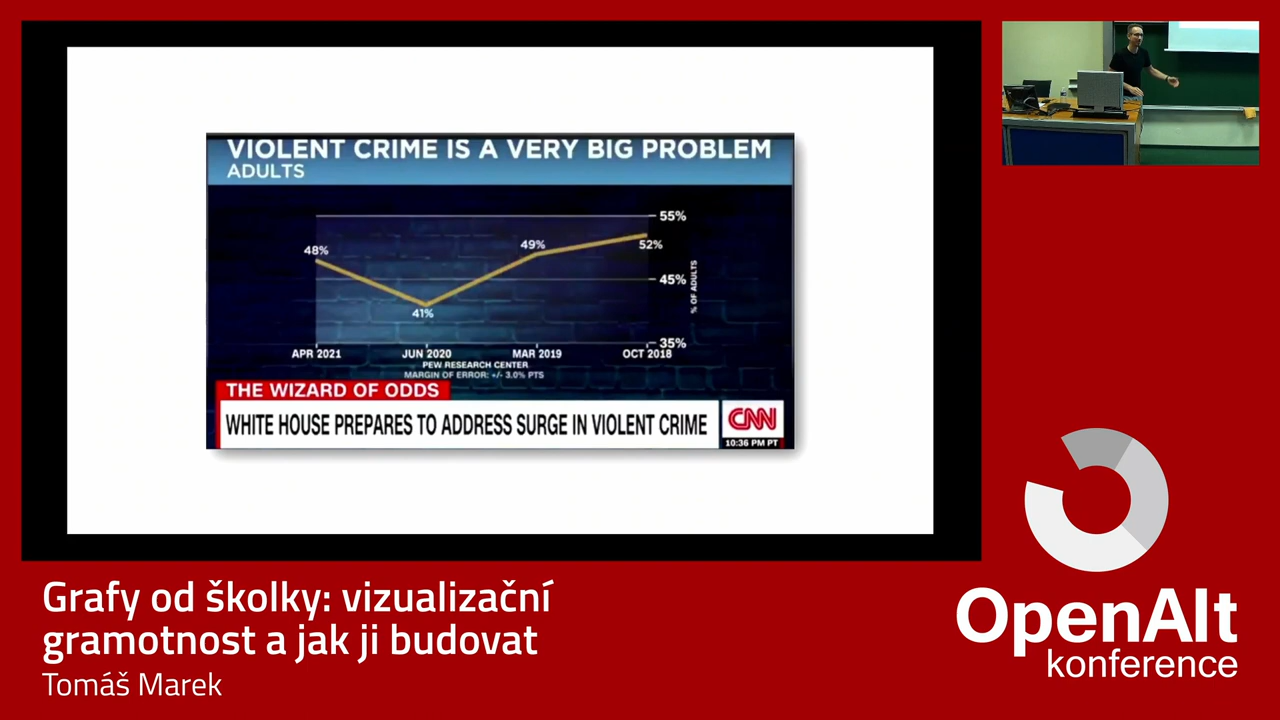 VIOLENT CRIME IS A VERY BIG PROBLEM
ADULTS
55%
48%
49%
52%
45%
% OF ADULTS
41%
35%
APR 2021
JUN 2020
MAR 2019
OCT 2018
PEW RESEARCH CENTER
MARGIN OF ERROR: +/- 3.0% PTS
THE WIZARD OF ODDS
WHITE HOUSE PREPARES TO ADDRESS SURGE IN VIOLENT CRIME
CNN
10:36 PM PT
Grafy od školky: vizualizační
gramotnost a jak ji budovat
Tomáš Marek
OpenAlt
konference